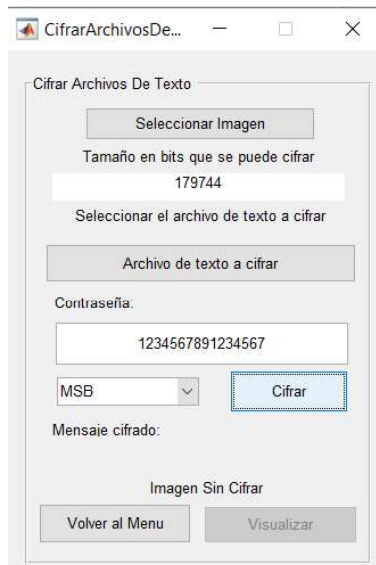 CifrarArchivosDe...
Cifrar Archivos De Texto
Seleccionar Imagen
Tamaño en bits que se puede cifrar
179744
Seleccionar el archivo de texto a cifrar
Archivo de texto a cifrar
Contraseña:
1234567891234567
MSB
Cifrar
Mensaje cifrado:
Imagen Sin Cifrar
Volver al Menu
Visualizar